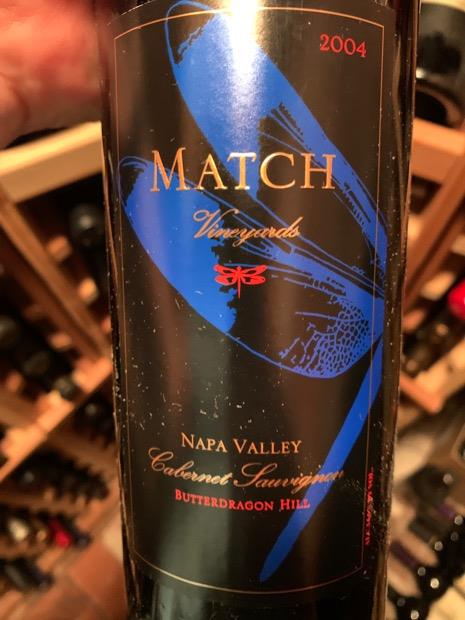 2004
MATCH
Vineyards
NAPA VALLEY
Cabernet Sauvignon
BUTTERDRAGON HILL